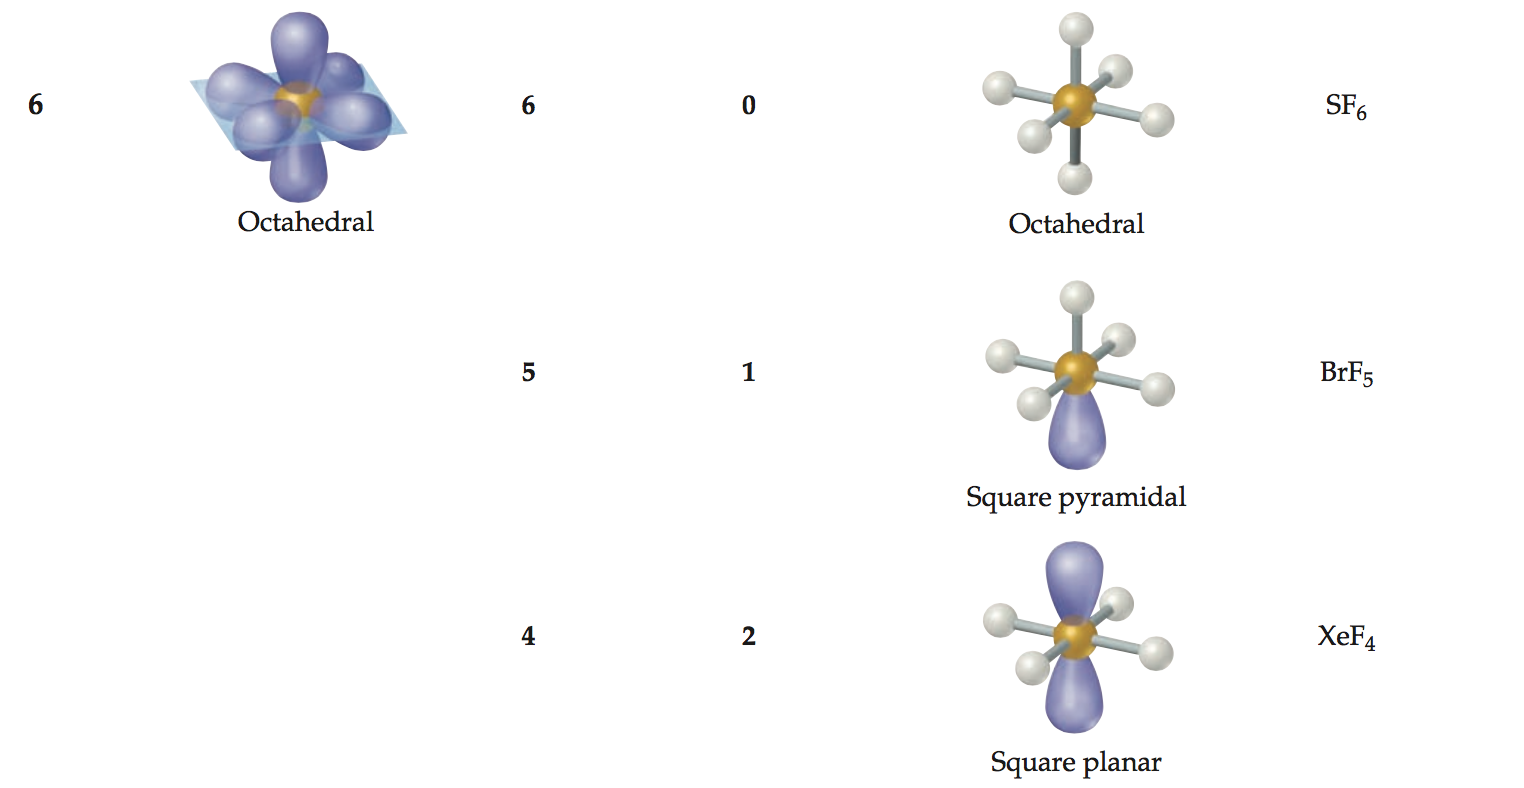 6 6 0 SF₆
Octahedral Octahedral
5 1 BrF₅
Square pyramidal
4 2 XeF₄
Square planar